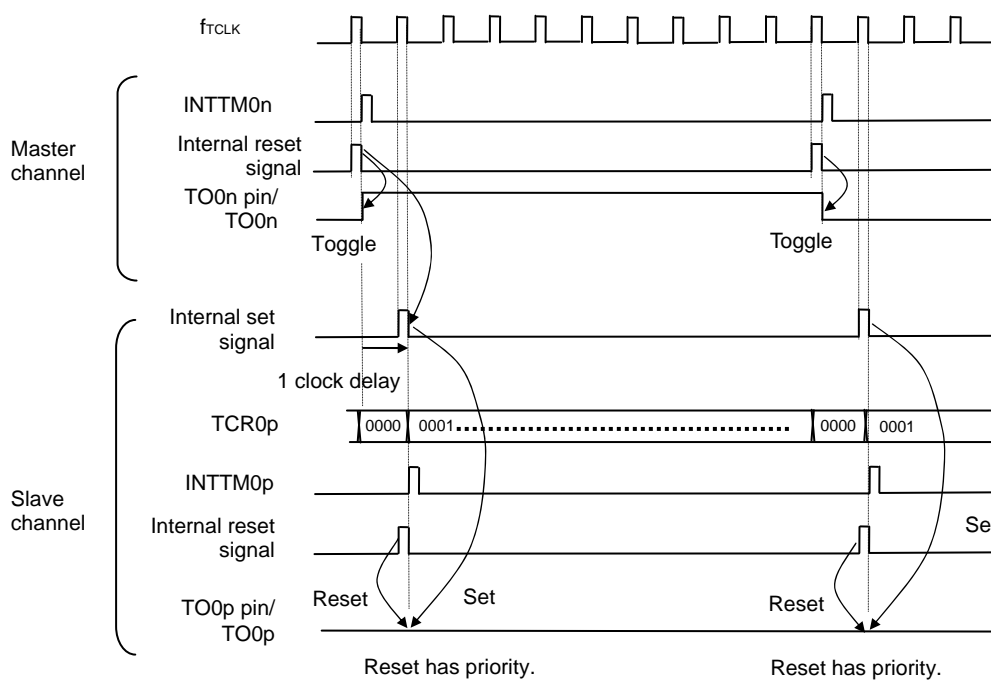 fTCLK
INTTM0n
Master
channel
Internal reset
signal
TO0n pin/
TO0n
Toggle
Toggle
Internal set
signal
1 clock delay
TCR0p
0000
0001
0000
0001
Slave
channel
INTTM0p
Internal reset
signal
Se
Reset
Set
Reset
TO0p pin/
TO0p
Reset has priority.
Reset has priority.